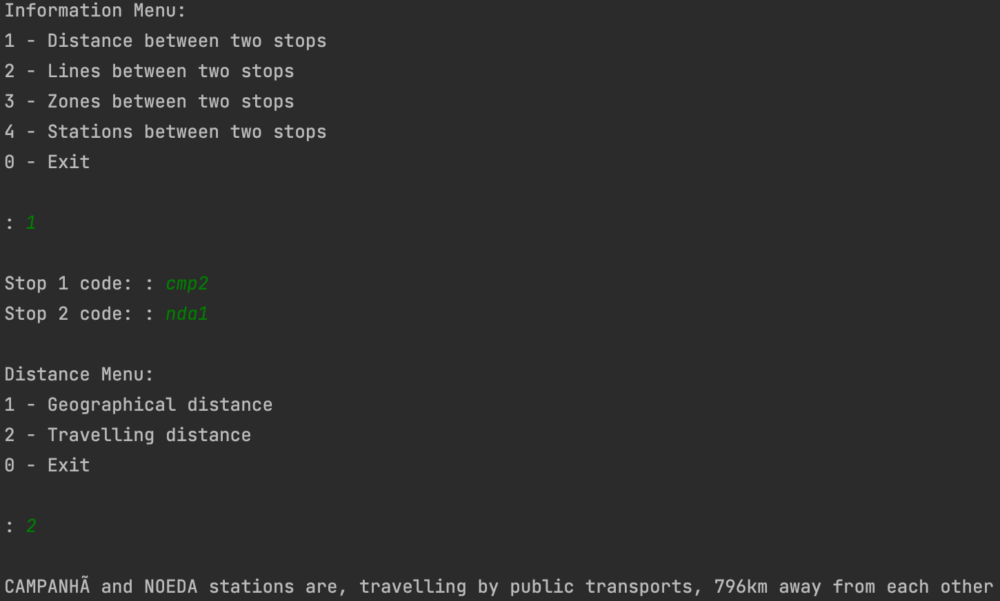 Information Menu:
1 - Distance between two stops
2 - Lines between two stops
3 - Zones between two stops
4 - Stations between two stops
0 - Exit
: 1
Stop 1 code: : cmp2
Stop 2 code: : nda1
Distance Menu:
1 - Geographical distance
2 - Travelling distance
0 - Exit
: 2
CAMPANHÃ and NOEDA stations are, travelling by public transports, 796km away from each other